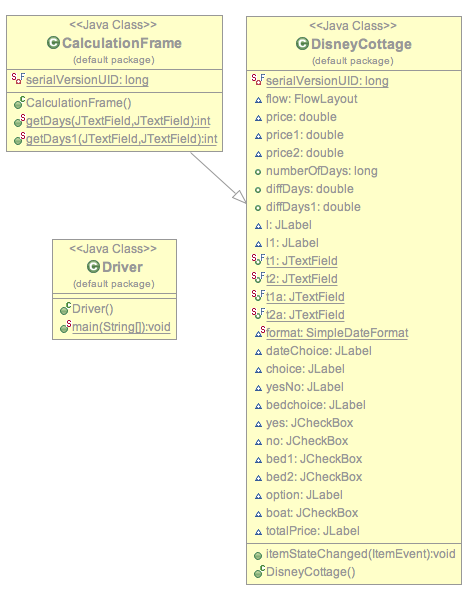 <<Java Class>>
CalculationFrame
(default package)
serialVersionUID: long
CalculationFrame()
getDays(JTextField,JTextField):int
getDays1(JTextField,JTextField):int
<<Java Class>>
Driver
(default package)
Driver()
main(String[]):void
<<Java Class>>
DisneyCottage
(default package)
serialVersionUID: long
flow: FlowLayout
price: double
price1: double
price2: double
numberOfDays: long
diffDays: double
diffDays1: double
l: JLabel
l1: JLabel
t1: JTextField
t2: JTextField
t1a: JTextField
t2a: JTextField
format: SimpleDateFormat
dateChoice: JLabel
choice: JLabel
yesNo: JLabel
bedchoice: JLabel
yes: JCheckBox
no: JCheckBox
bed1: JCheckBox
bed2: JCheckBox
option: JLabel
boat: JCheckBox
totalPrice: JLabel
itemStateChanged(ItemEvent):void
DisneyCottage()